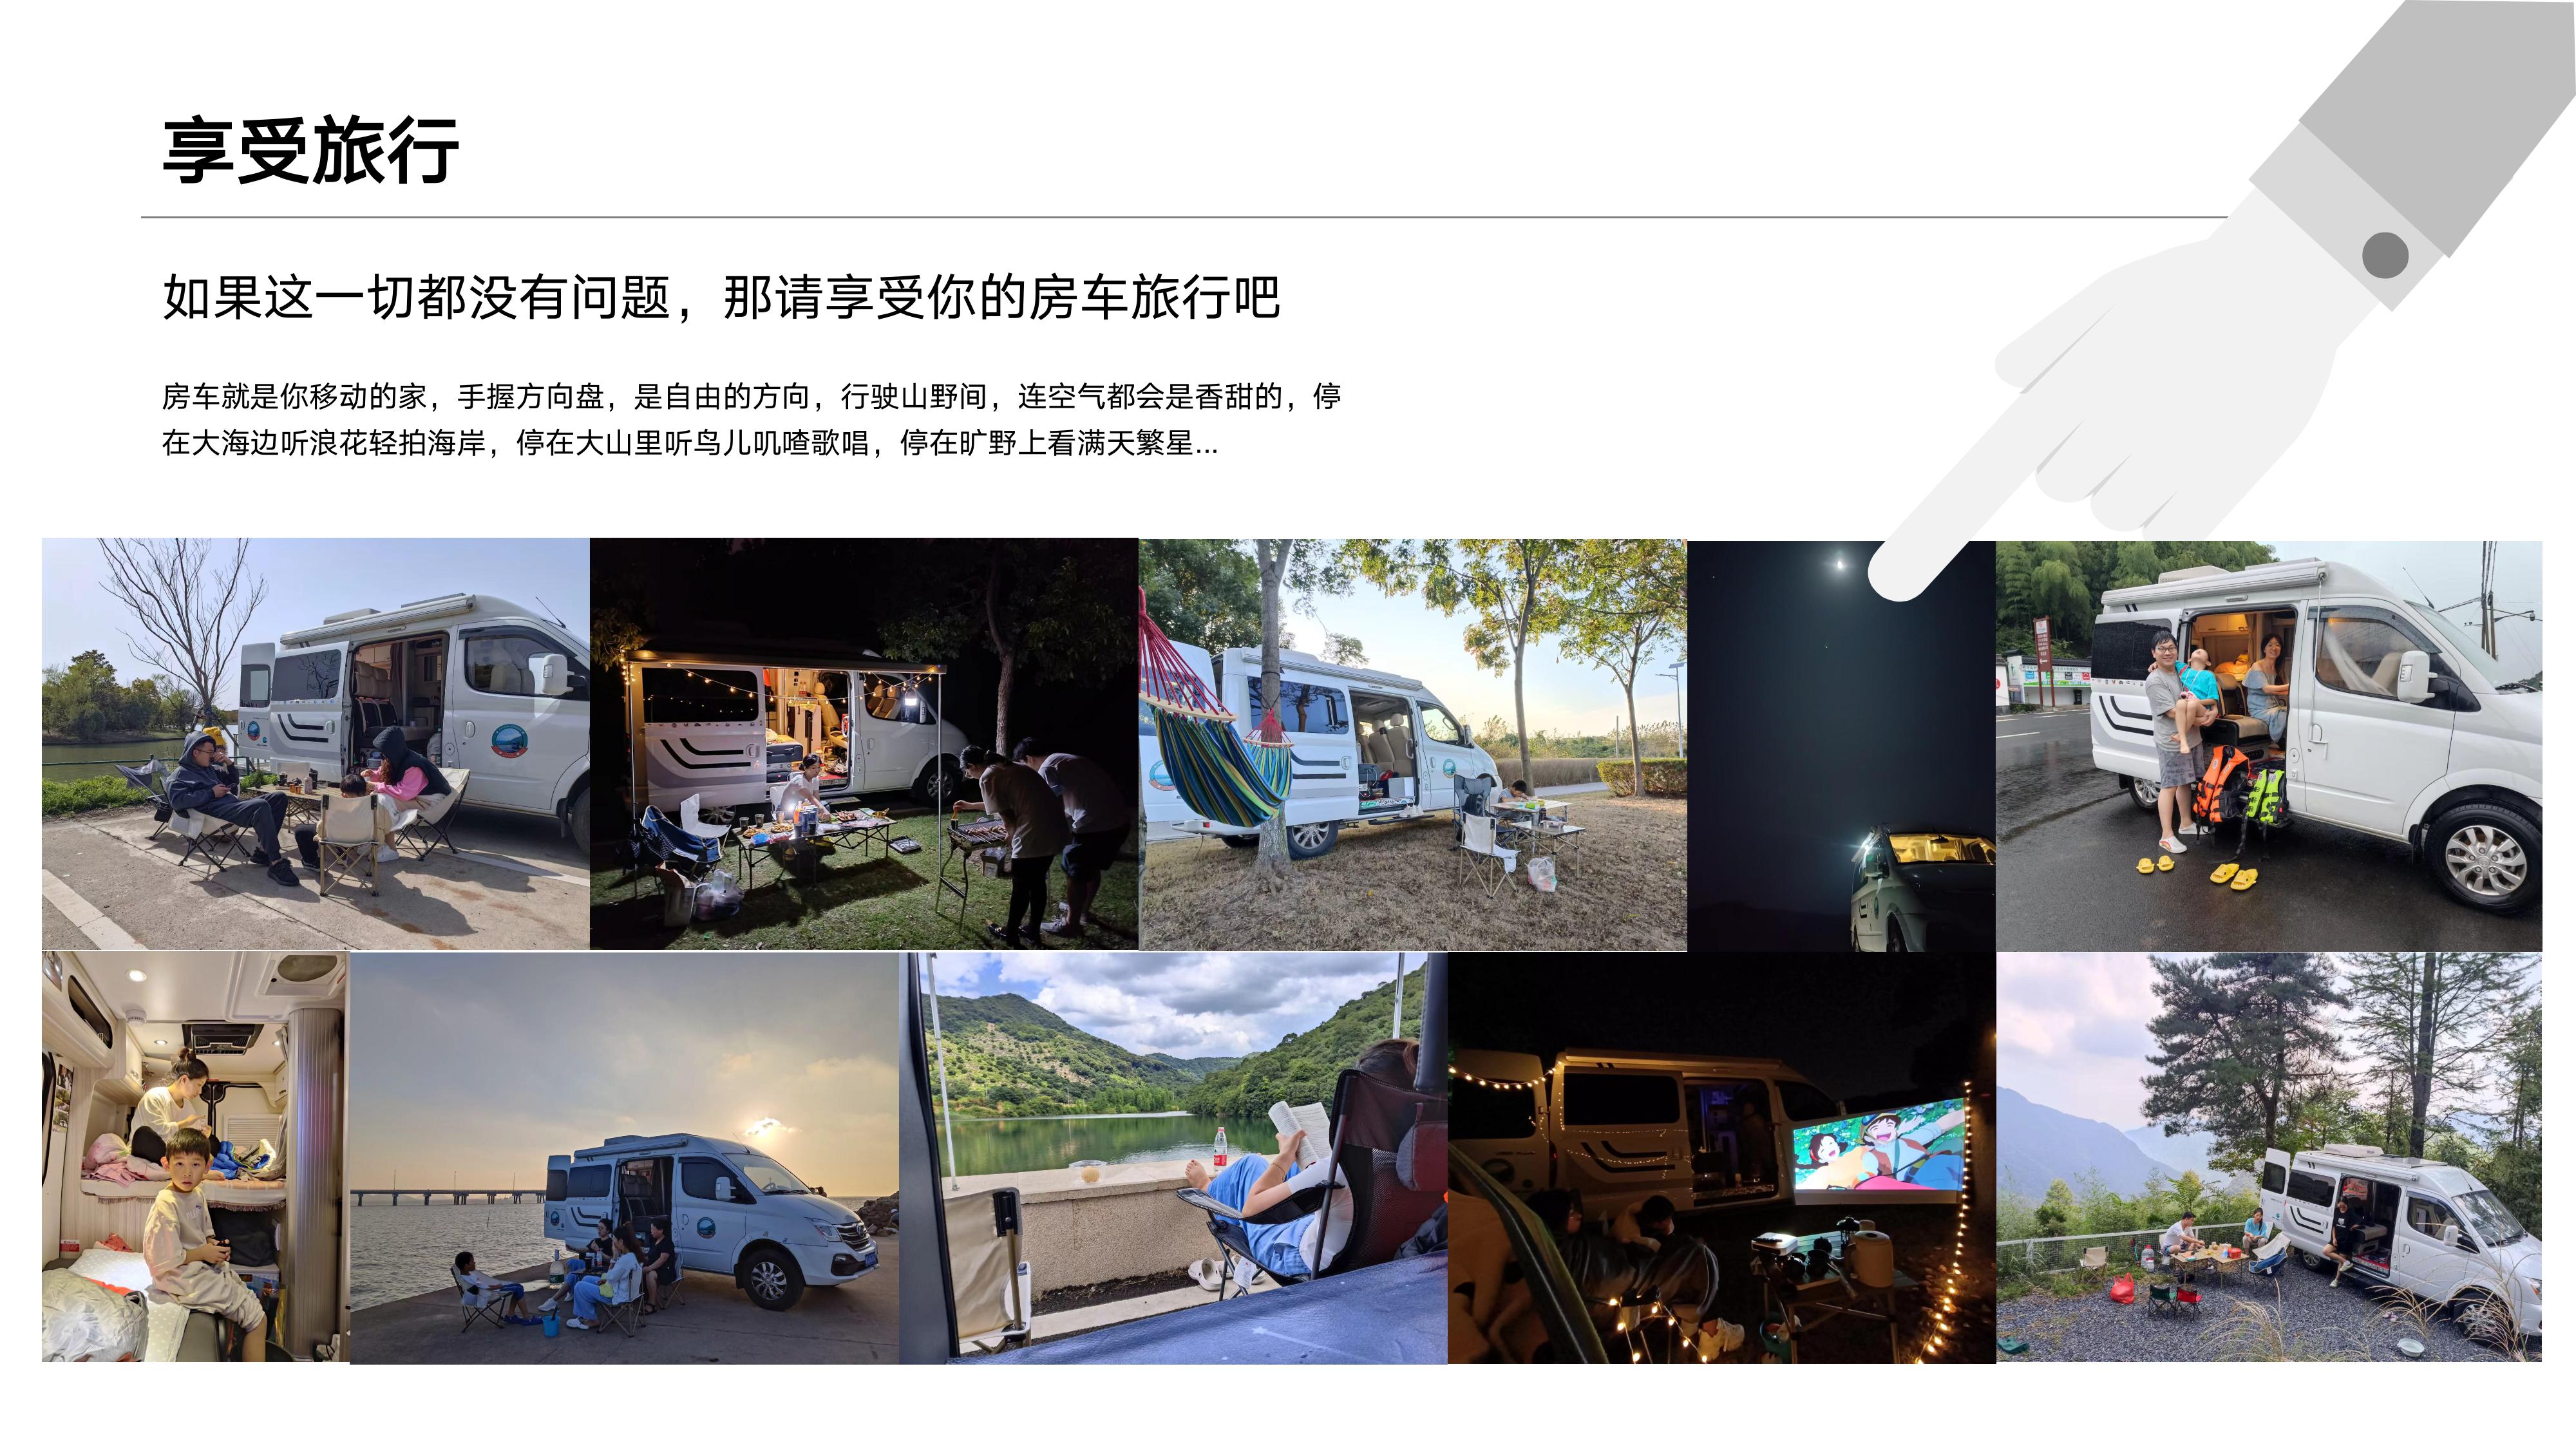 享受旅行
如果这一切都没有问题，那请享受你的房车旅行吧
房车就是你移动的家，手握方向盘，是自由的方向，行驶山野间，连空气都会是香甜的，停
在大海边听浪花轻拍海岸，停在大山里听鸟儿叽喳歌唱，停在旷野上看满天繁星...